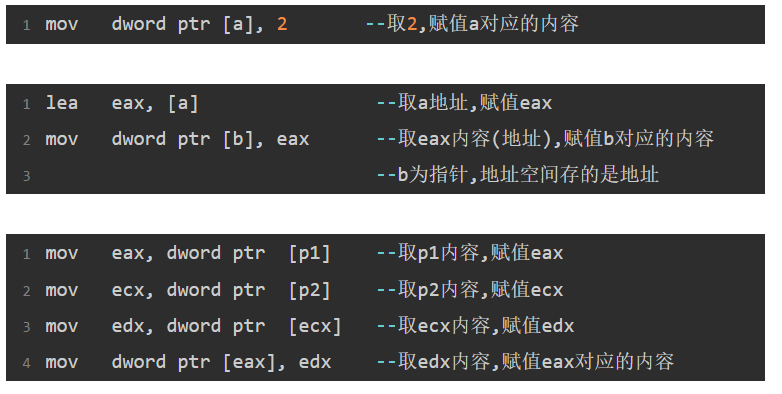 1 mov   dword ptr [a], 2       --取2,赋值a对应的内容
1 lea   eax, [a]                --取a地址,赋值eax
2 mov   dword ptr [b], eax      --取eax内容(地址),赋值b对应的内容
3                               --b为指针,地址空间存的是地址
1 mov   eax, dword ptr  [p1]    --取p1内容,赋值eax
2 mov   ecx, dword ptr  [p2]    --取p2内容,赋值ecx
3 mov   edx, dword ptr  [ecx]   --取ecx内容,赋值edx
4 mov   dword ptr [eax], edx    --取edx内容,赋值eax对应的内容